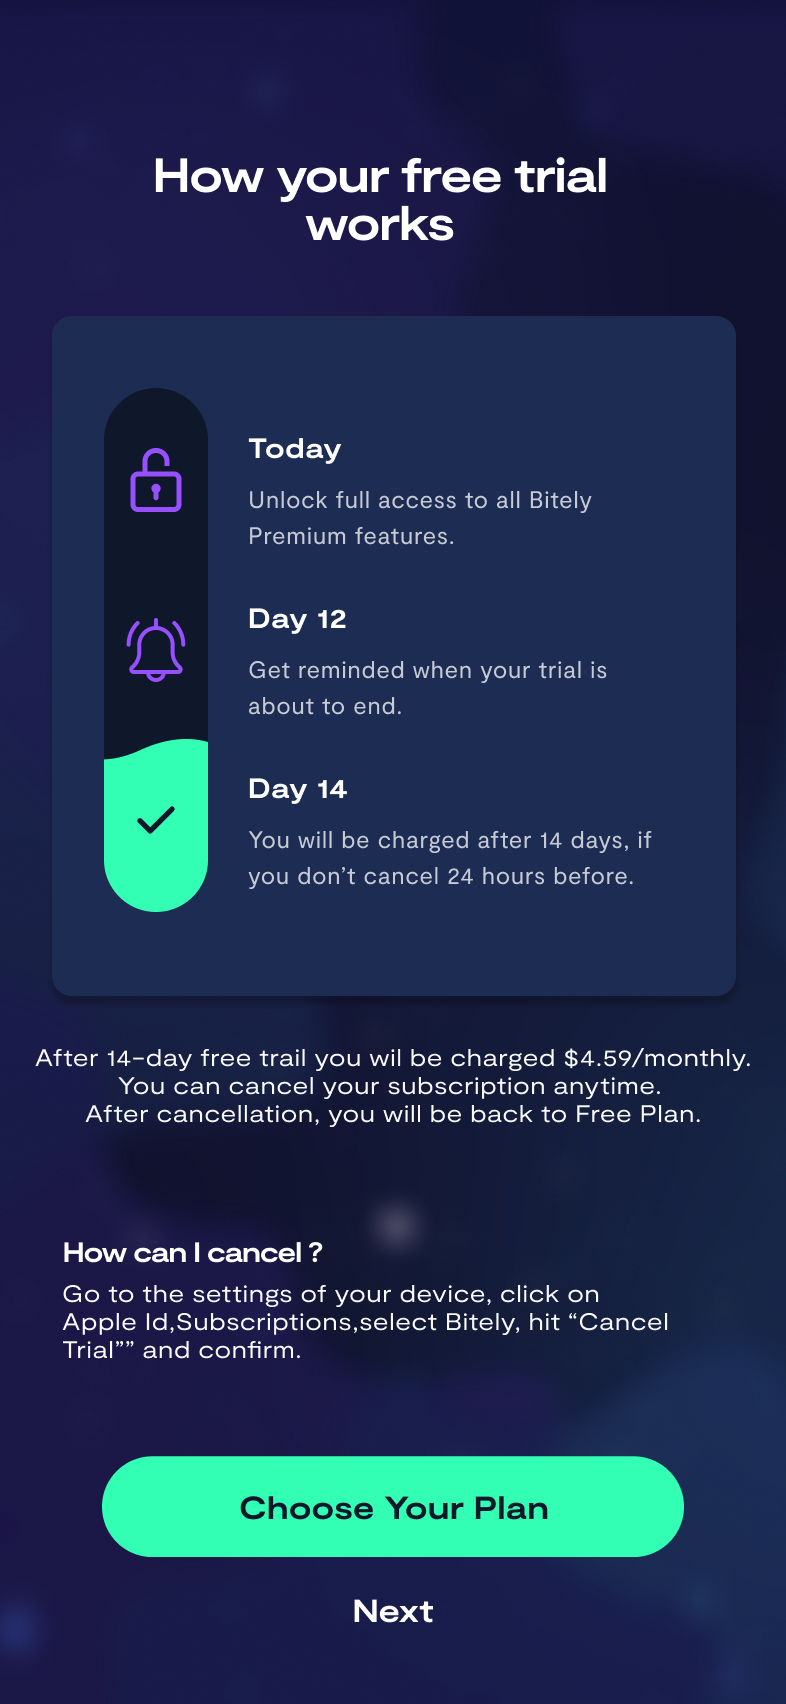 How your free trial
works
Today
Unlock full access to all Bitely
Premium features.
Day 12
Get reminded when your trial is
about to end.
Day 14
You will be charged after 14 days, if
you don’t cancel 24 hours before.
After 14-day free trail you wil be charged $4.59/monthly.
You can cancel your subscription anytime.
After cancellation, you will be back to Free Plan.
How can I cancel ?
Go to the settings of your device, click on
Apple Id,Subscriptions,select Bitely, hit “Cancel
Trial”” and confirm.
Choose Your Plan
Next